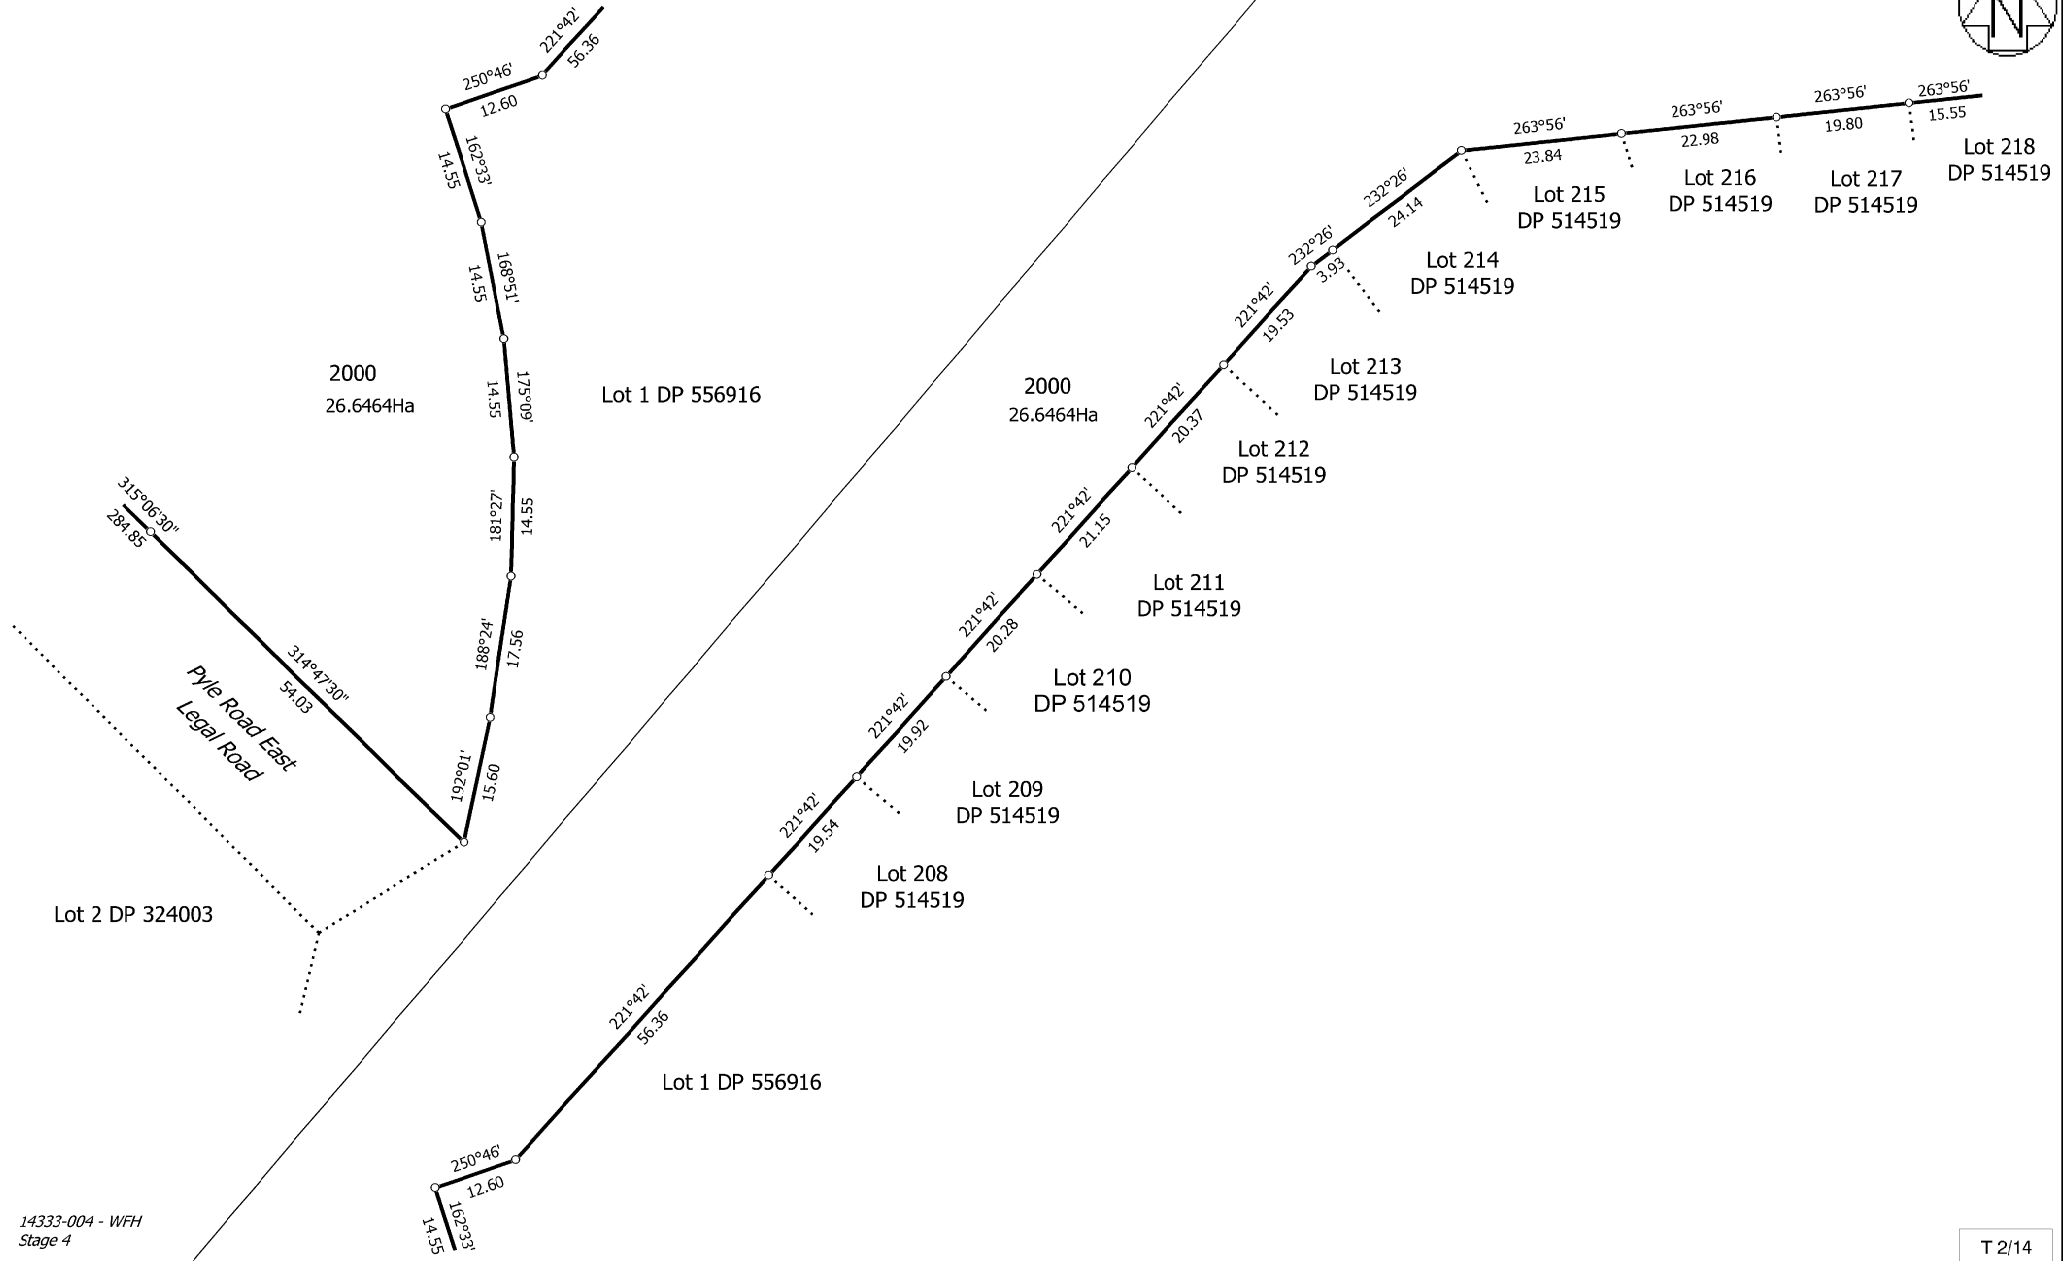 221°42'
56.36
250°46'
12.60
162°33'
14.55
168°51'
14.55
175°09'
14.55
181°27'
14.55
188°24'
17.56
192°01'
15.60
2000
26.6464Ha
Lot 1 DP 556916
315°06'30"
284.85
314°47'30"
54.03
Pyle Road East
Legal Road
Lot 2 DP 324003
14333-004 - WFH
Stage 4
N
263°56'
15.55
263°56'
19.80
263°56'
22.98
263°56'
23.84
232°26'
24.14
232°26'
3.93
221°42'
19.53
221°42'
20.37
221°42'
21.15
221°42'
20.28
221°42'
19.92
221°42'
19.54
221°42'
56.36
250°46'
12.60
162°33'
14.55
2000
26.6464Ha
Lot 218
DP 514519
Lot 217
DP 514519
Lot 216
DP 514519
Lot 215
DP 514519
Lot 214
DP 514519
Lot 213
DP 514519
Lot 212
DP 514519
Lot 211
DP 514519
Lot 210
DP 514519
Lot 209
DP 514519
Lot 208
DP 514519
Lot 1 DP 556916
T 2/14